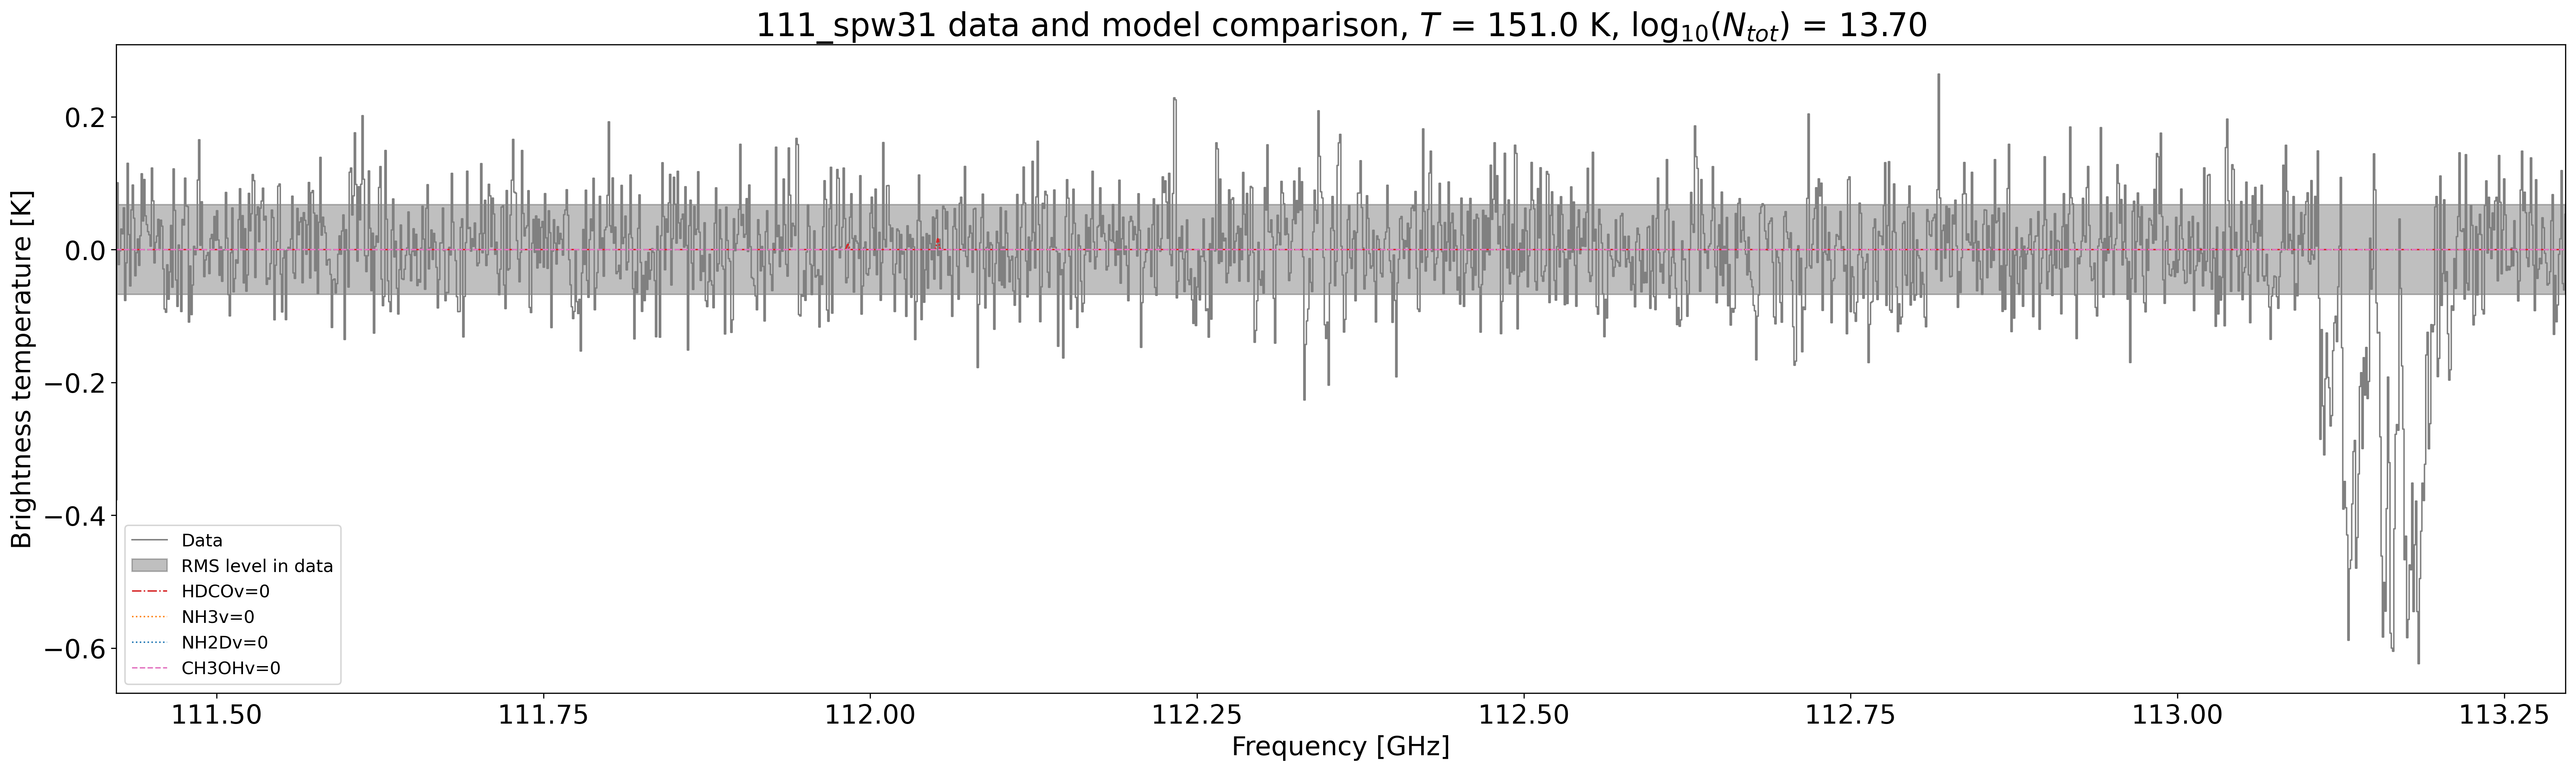 111_spw31 data and model comparison, T = 151.0 K, log₁₀(Nₜₒₜ) = 13.70
Brightness temperature [K]
0.2
0.0
−0.2
−0.4
−0.6
Data
RMS level in data
HDCOv=0
NH3v=0
NH2Dv=0
CH3OHv=0
111.50 111.75 112.00 112.25 112.50 112.75 113.00 113.25
Frequency [GHz]